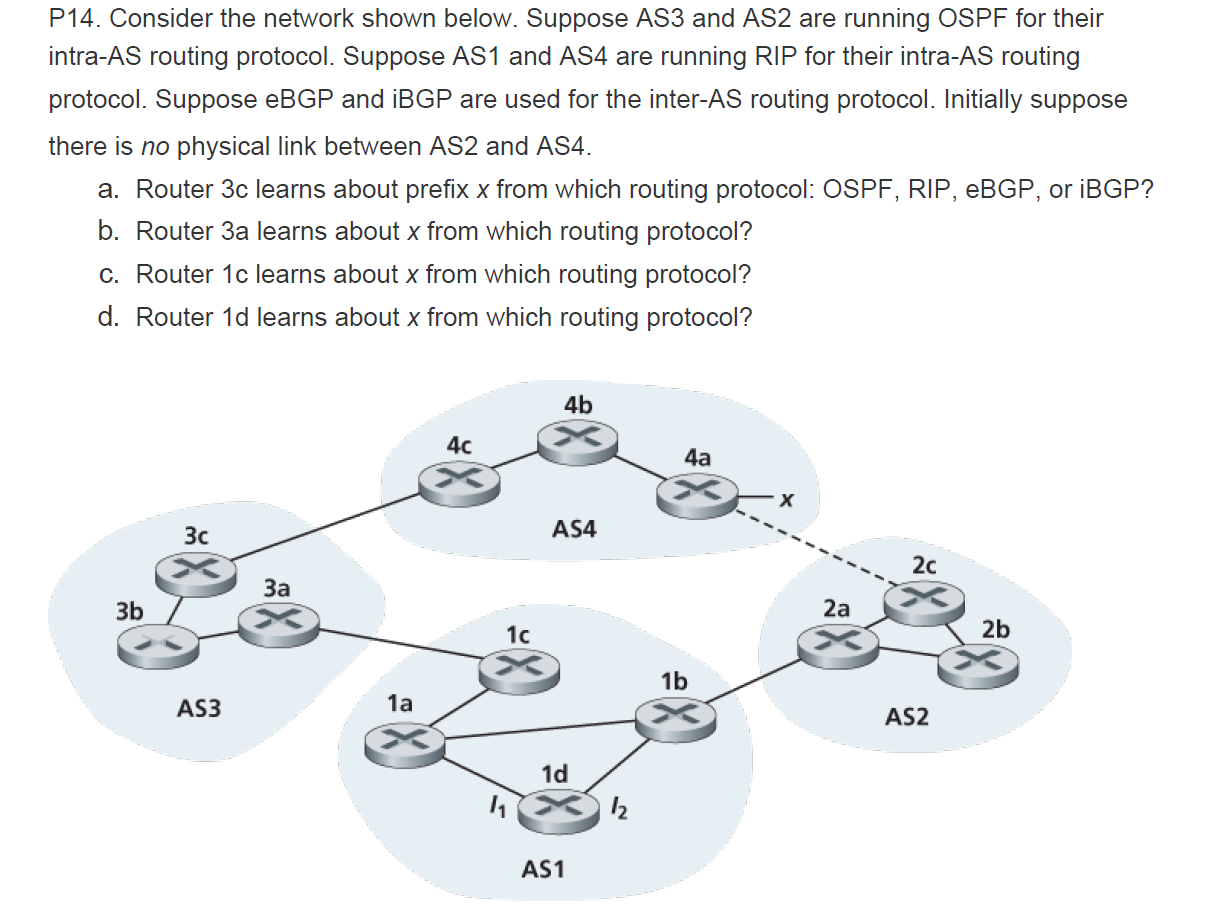 P14. Consider the network shown below. Suppose AS3 and AS2 are running OSPF for their
intra-AS routing protocol. Suppose AS1 and AS4 are running RIP for their intra-AS routing
protocol. Suppose eBGP and iBGP are used for the inter-AS routing protocol. Initially suppose
there is no physical link between AS2 and AS4.
a. Router 3c learns about prefix x from which routing protocol: OSPF, RIP, eBGP, or iBGP?
b. Router 3a learns about x from which routing protocol?
c. Router 1c learns about x from which routing protocol?
d. Router 1d learns about x from which routing protocol?
4b
4c
4a
x
AS4
3c
3a
3b
AS3
2c
2a
2b
AS2
1c
1b
1a
1d
I1
I2
AS1